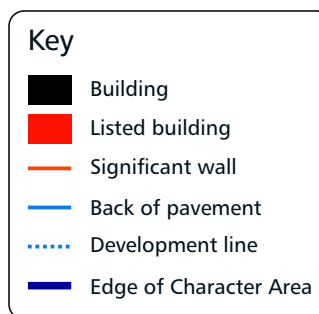 Key
Building
Listed building
Significant wall
Back of pavement
Development line
Edge of Character Area